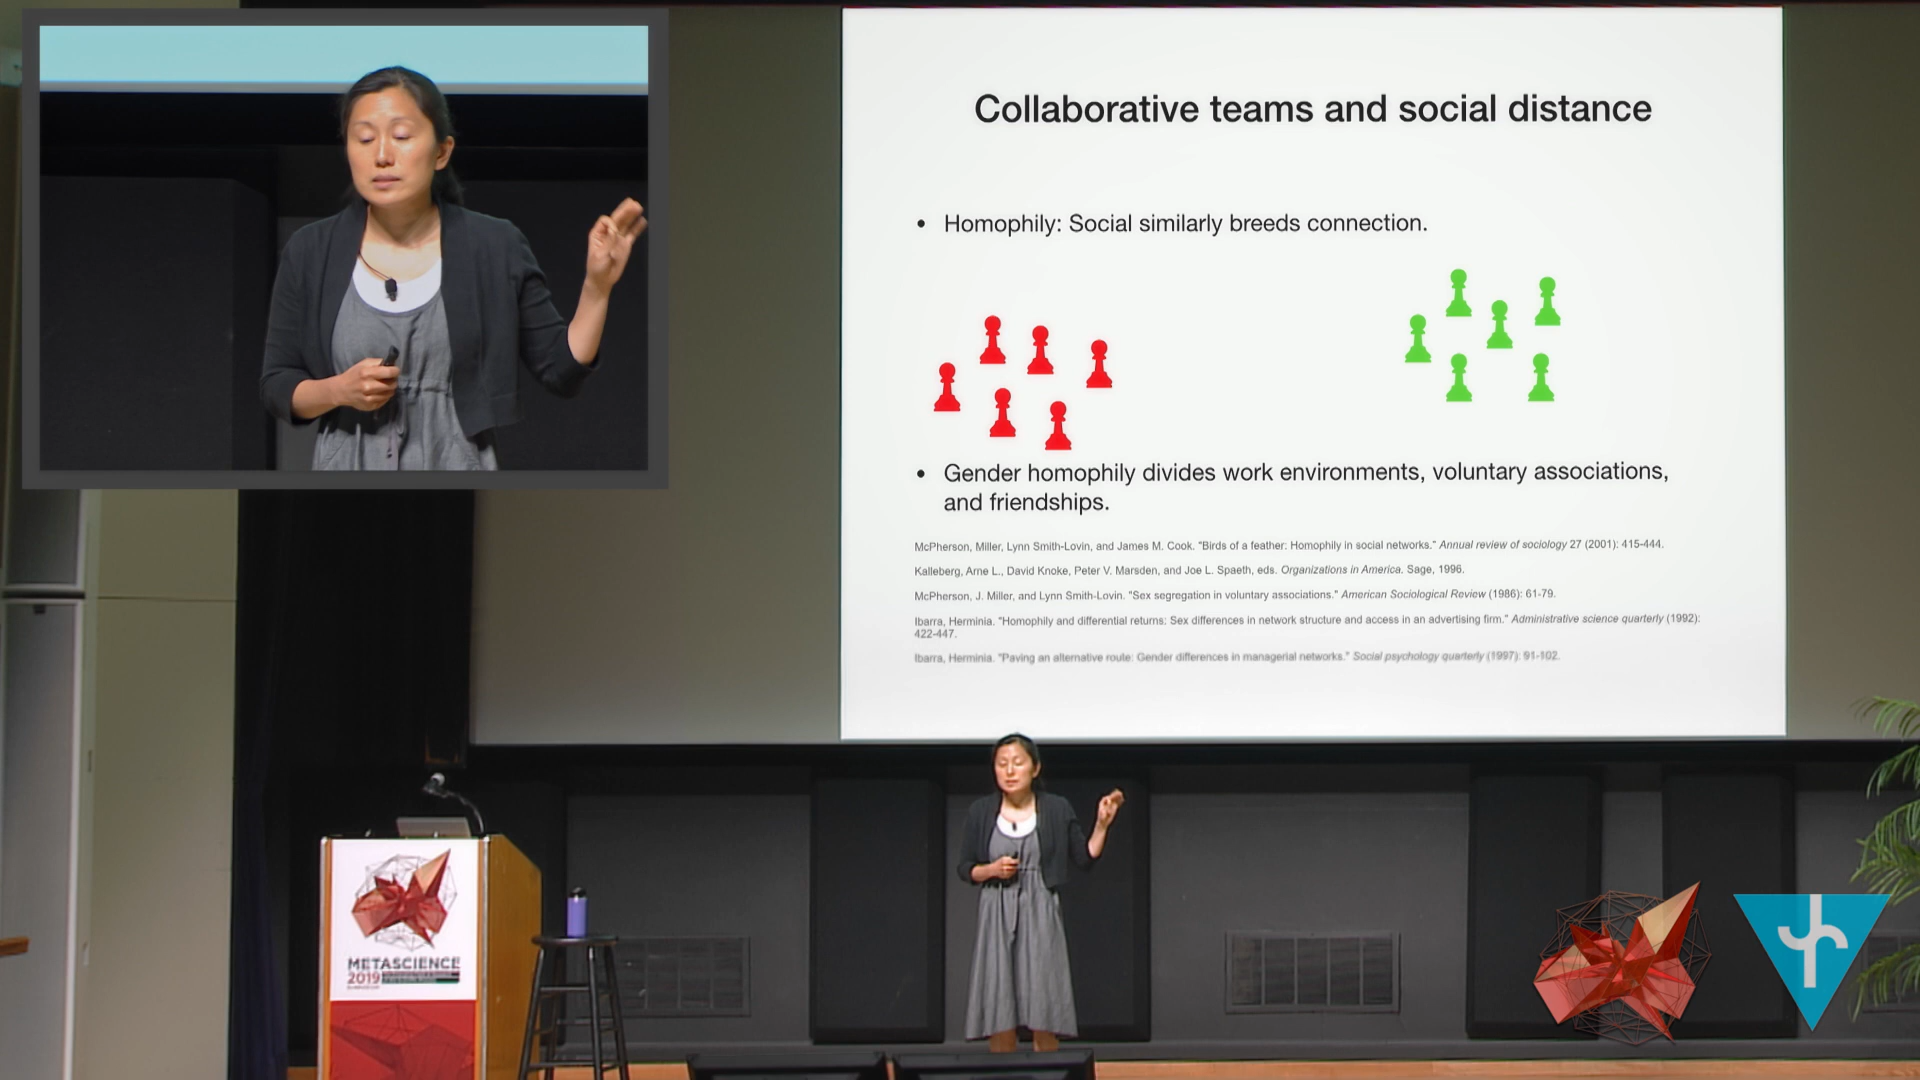 Collaborative teams and social distance
• Homophily: Social similarly breeds connection.
• Gender homophily divides work environments, voluntary associations,
and friendships.
McPherson, Miller, Lynn Smith-Lovin, and James M. Cook. "Birds of a feather: Homophily in social networks." Annual review of sociology 27 (2001): 415-444.
Kalleberg, Arne L., David Knoke, Peter V. Marsden, and Joe L. Spaeth, eds. Organizations in America. Sage, 1996.
McPherson, J. Miller, and Lynn Smith-Lovin. "Sex segregation in voluntary associations." American Sociological Review (1986): 61-79.
Ibarra, Herminia. "Homophily and differential returns: Sex differences in network structure and access in an advertising firm." Administrative science quarterly (1992):
422-447.
Ibarra, Herminia. "Paving an alternative route: Gender differences in managerial networks." Social psychology quarterly (1997): 91-102.
METASCIENCE
2019